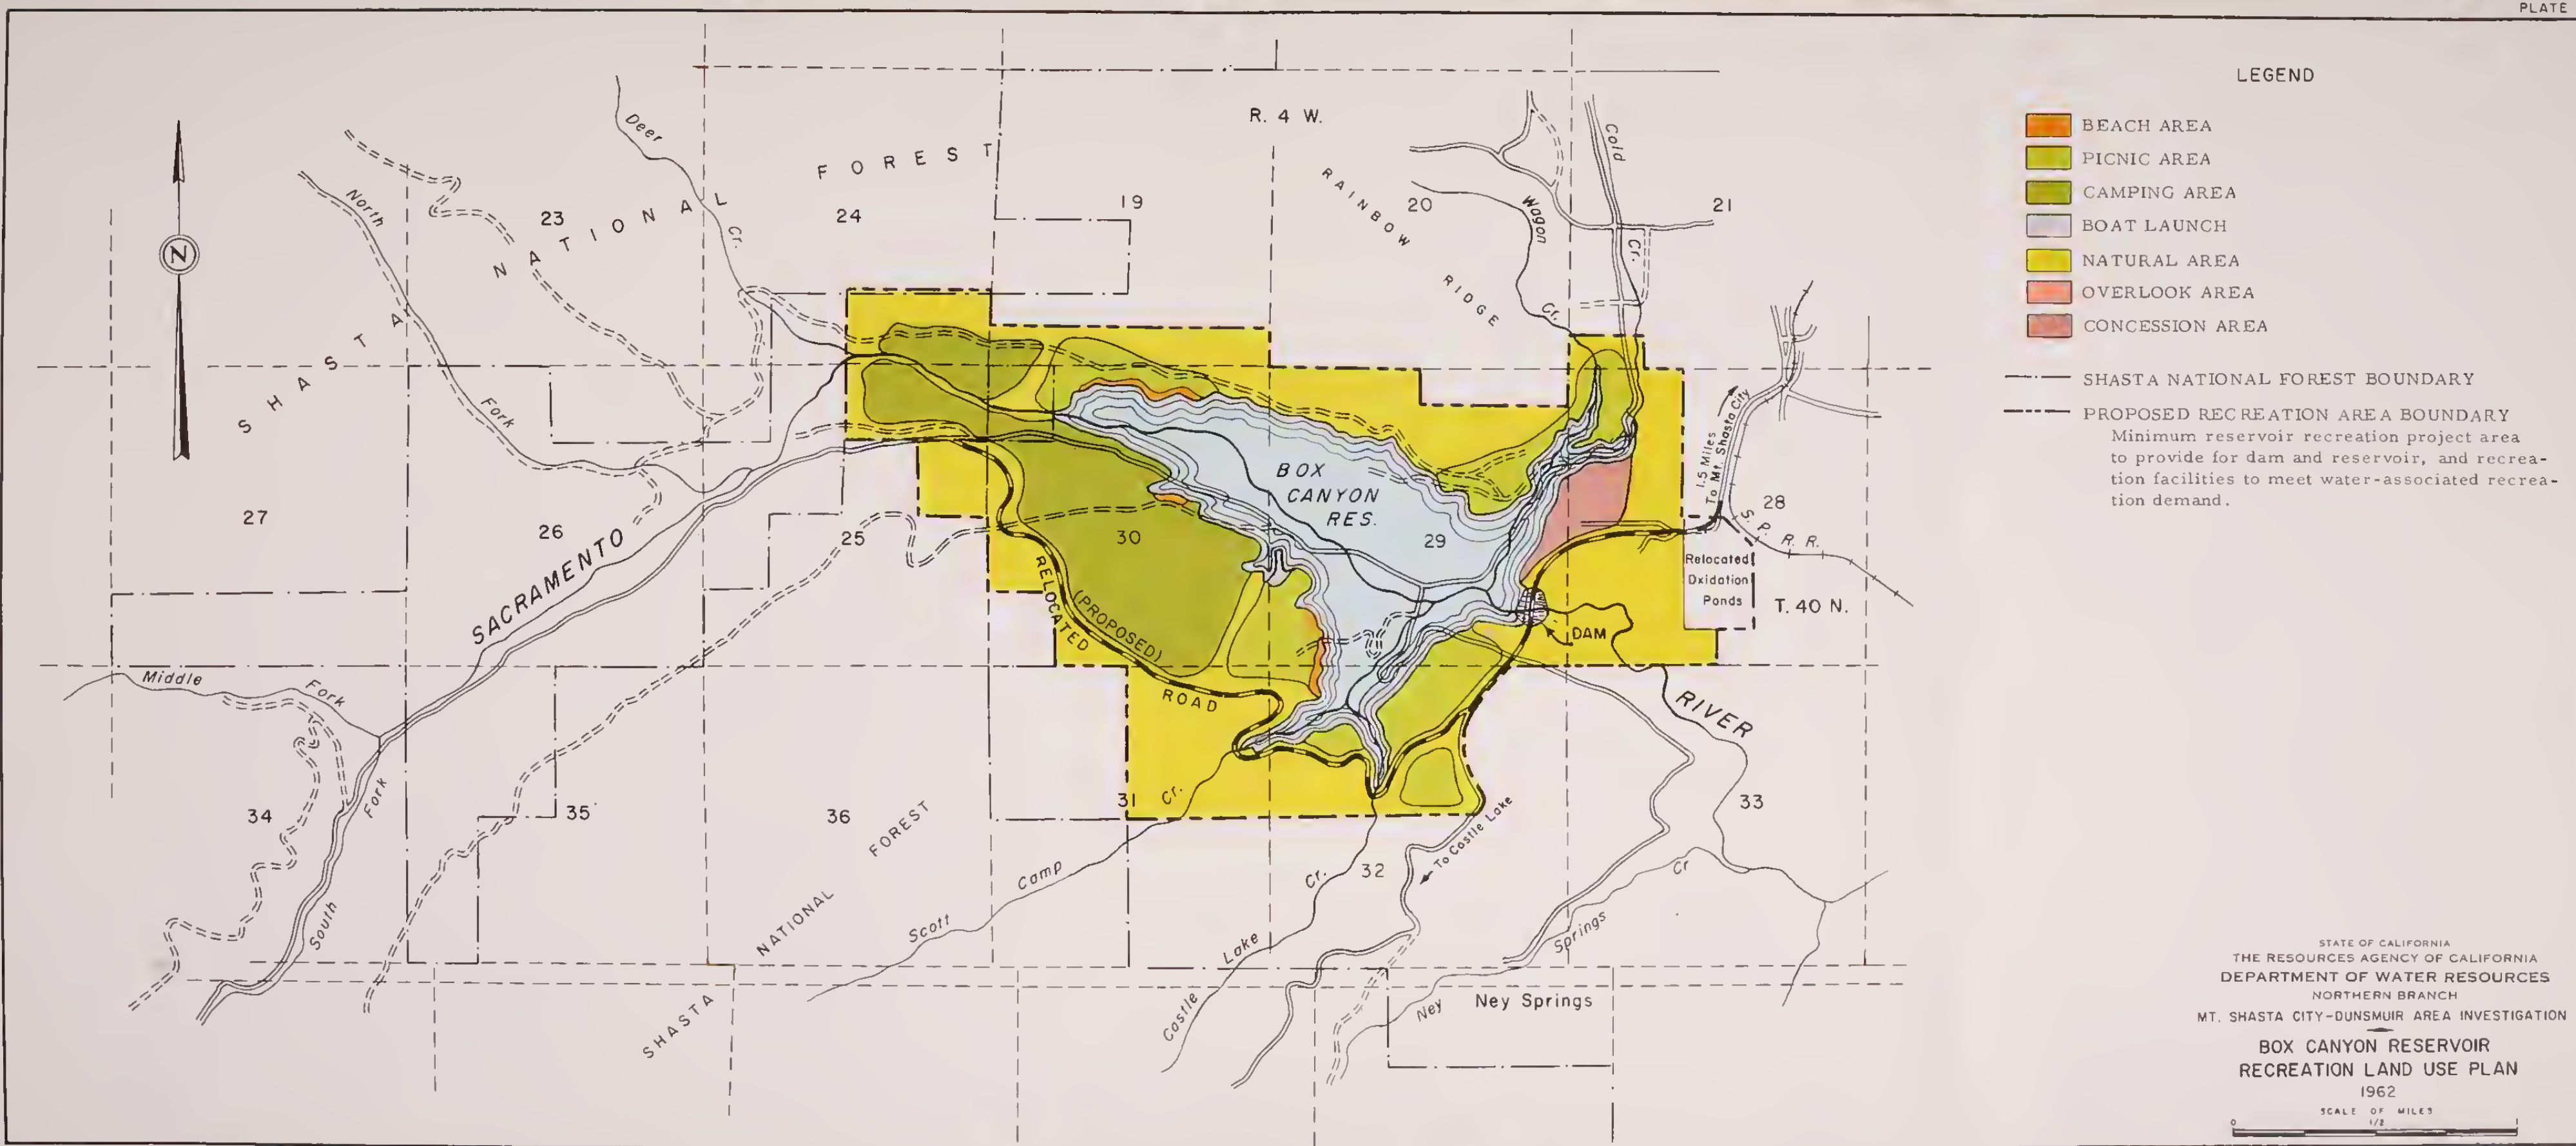 PLATE
LEGEND
BEACH AREA
PICNIC AREA
CAMPING AREA
BOAT LAUNCH
NATURAL AREA
OVERLOOK AREA
CONCESSION AREA
SHASTA NATIONAL FOREST BOUNDARY
PROPOSED RECREATION AREA BOUNDARY
Minimum reservoir recreation project area
to provide for dam and reservoir, and recrea-
tion facilities to meet water-associated recrea-
tion demand.
R. 4 W.
Deer
Cr.
SHASTA
NATIONAL
FOREST
North
Fork
N
23
24
19
20
21
RAINBOW
RIDGE
Wagon
Cr.
Cold
Cr.
1.5 Miles
To Mt. Shasta City
S. P. R. R.
28
Relocated
Oxidation
Ponds
T. 40 N.
BOX
CANYON
RES.
29
30
27
26
25
SACRAMENTO
RIVER
RELOCATED
(PROPOSED)
ROAD
DAM
Middle
Fork
South
Fork
34
35
36
31
32
33
SHASTA
NATIONAL
FOREST
Scott
Camp
Cr.
Castle
Lake
Cr.
To Castle Lake
Ney
Springs
Cr
Ney Springs
STATE OF CALIFORNIA
THE RESOURCES AGENCY OF CALIFORNIA
DEPARTMENT OF WATER RESOURCES
NORTHERN BRANCH
MT. SHASTA CITY-DUNSMUIR AREA INVESTIGATION
BOX CANYON RESERVOIR
RECREATION LAND USE PLAN
1962
SCALE OF MILES
0 1/2 1